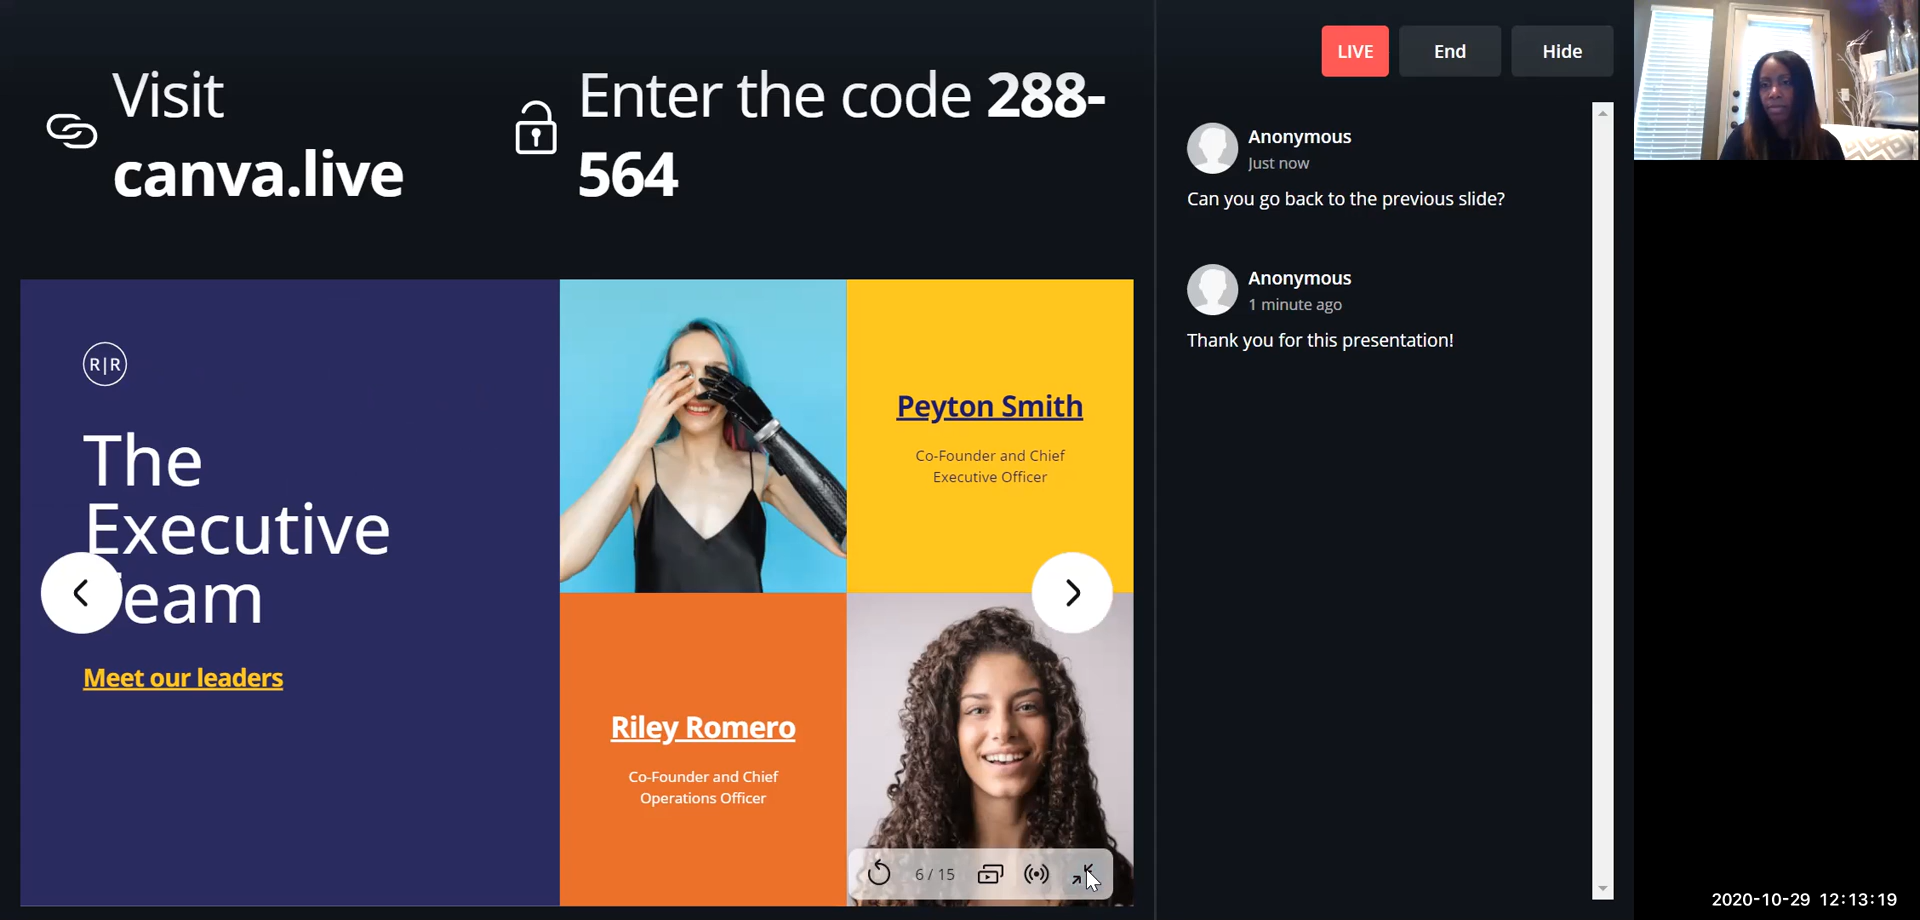 Visit
canva.live
Enter the code 288-
564
LIVE
End
Hide
Anonymous
Just now
Can you go back to the previous slide?
Anonymous
1 minute ago
Thank you for this presentation!
R|R
The
Executive
Team
Meet our leaders
Peyton Smith
Co-Founder and Chief
Executive Officer
Riley Romero
Co-Founder and Chief
Operations Officer
6 / 15
2020-10-29 12:13:19